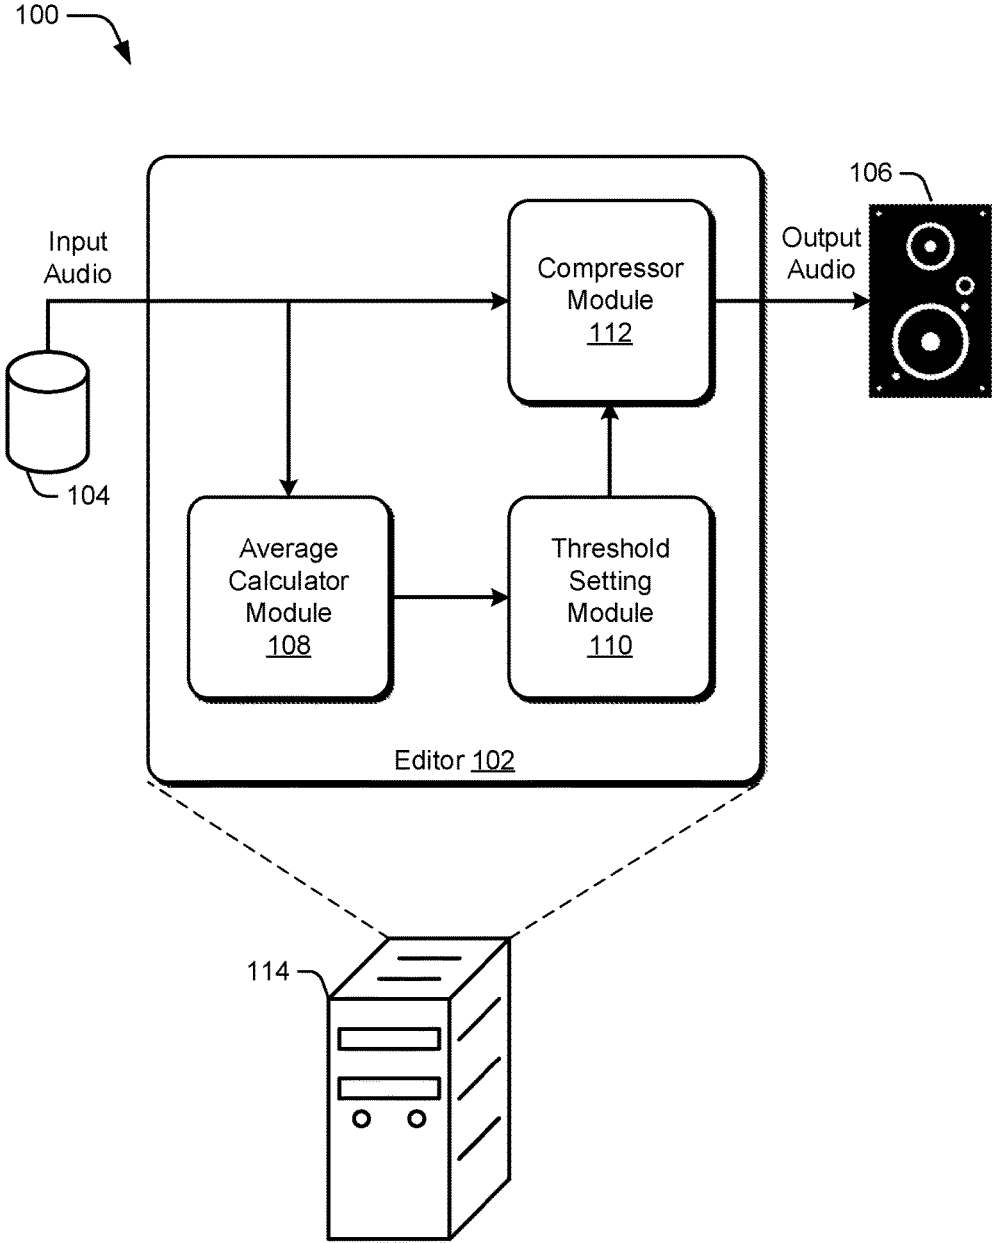 100
106
Input
Audio
Output
Audio
Compressor
Module
112
104
Average
Calculator
Module
108
Threshold
Setting
Module
110
Editor 102
114